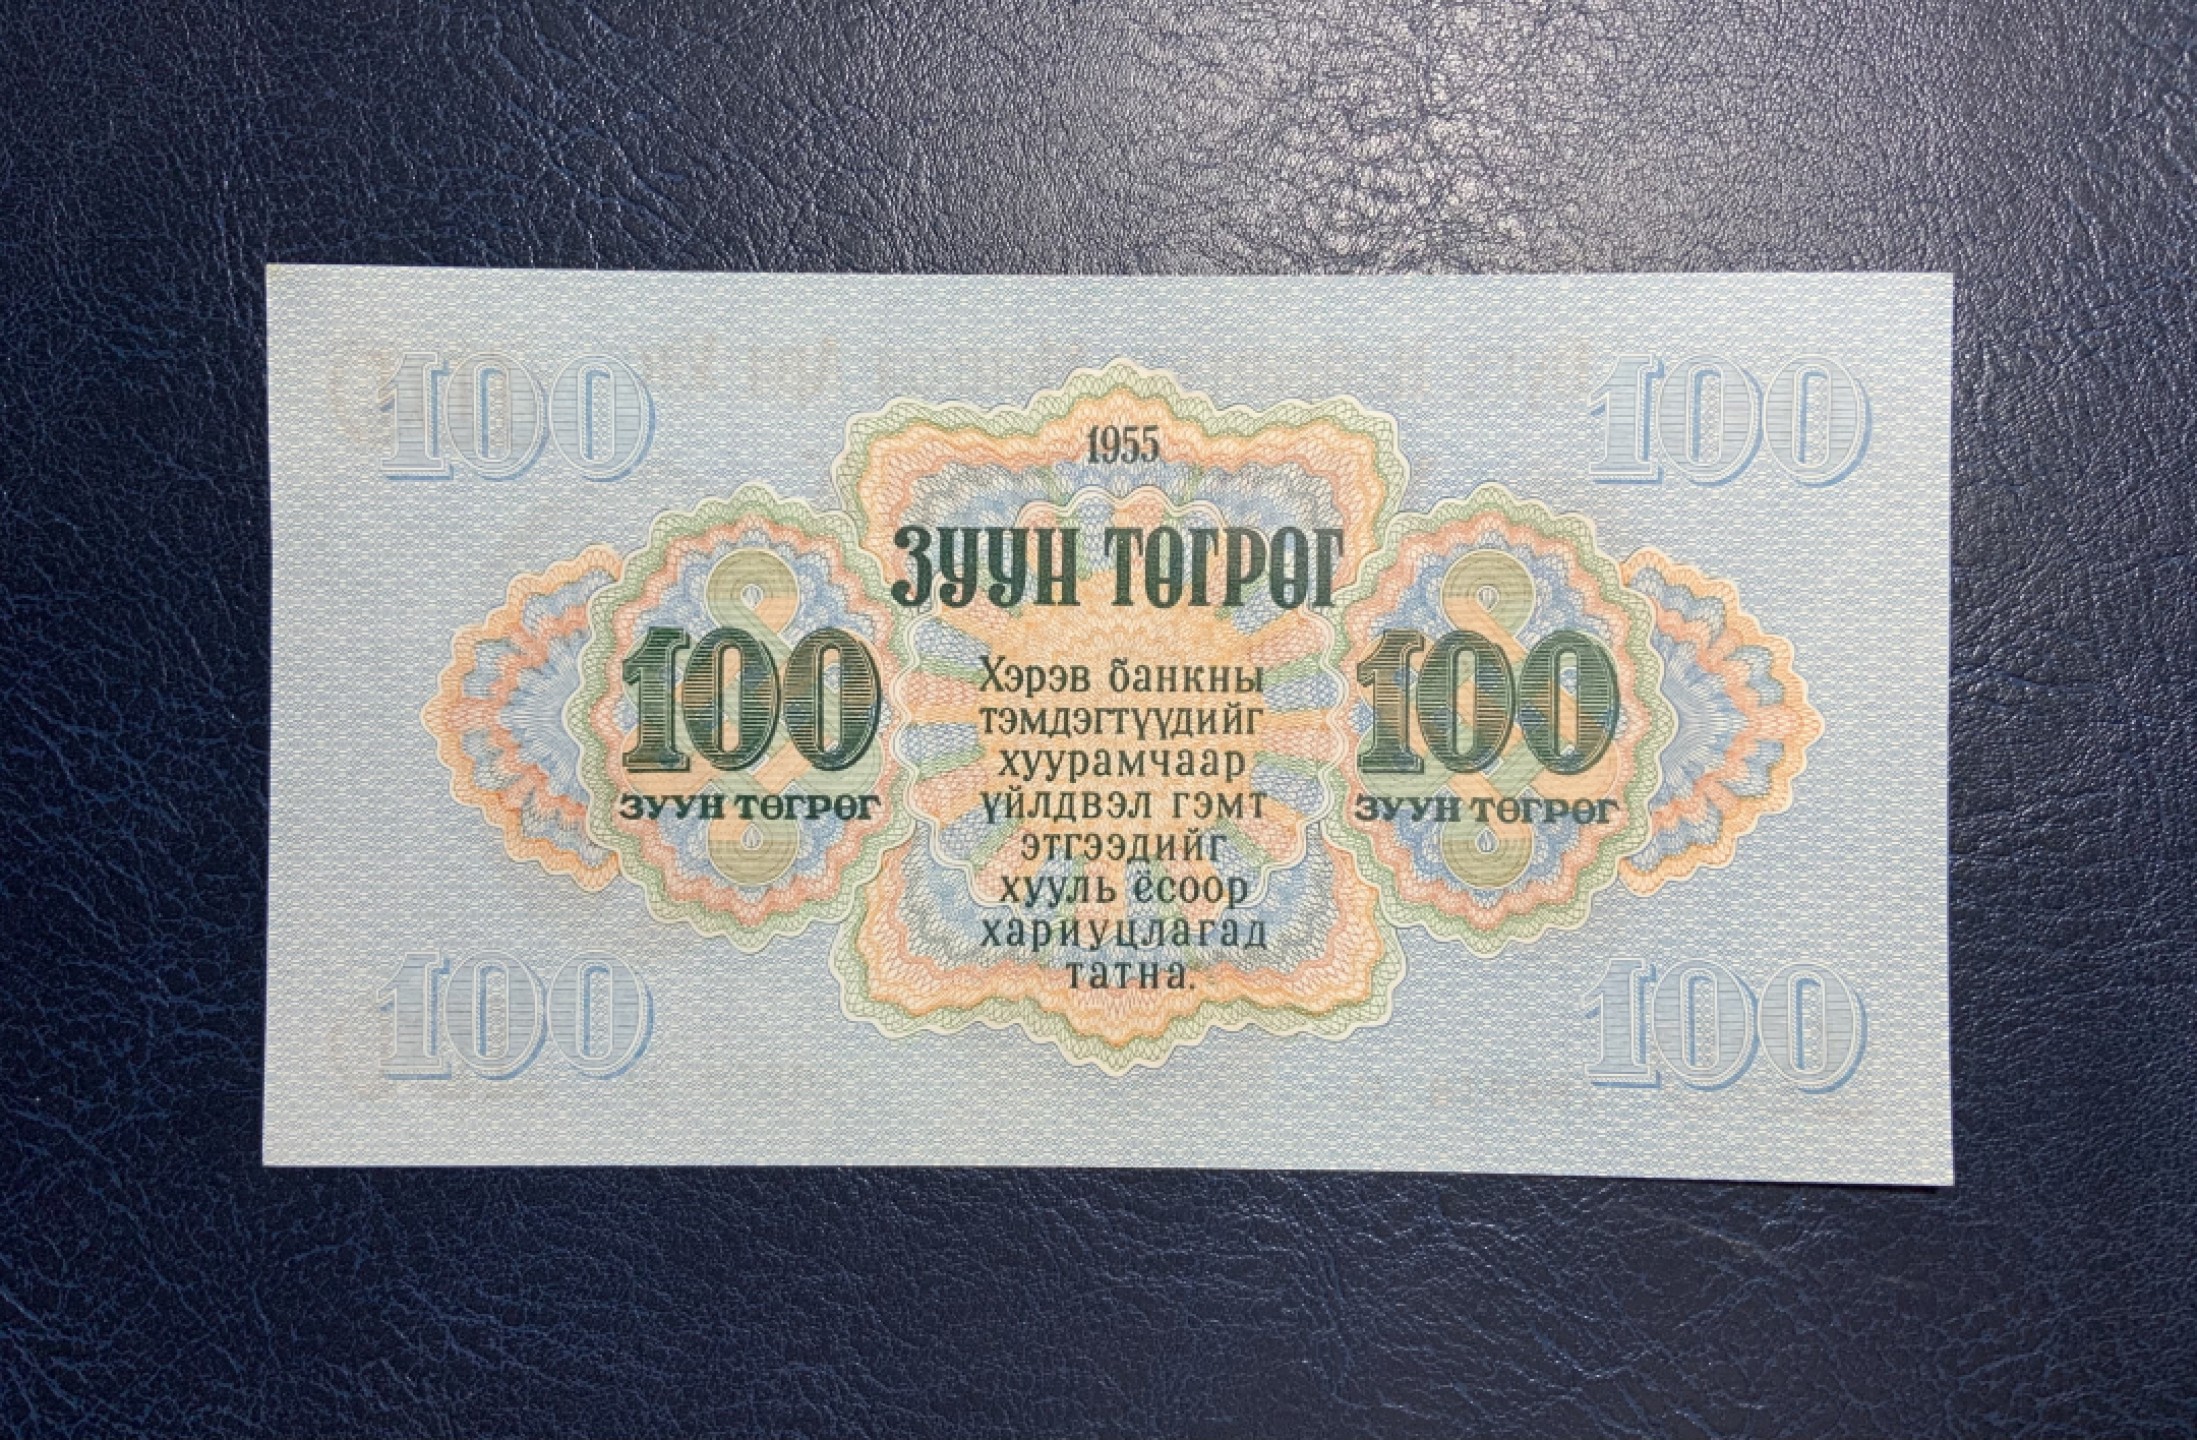 100 100
1955
ЗУУН ТӨГРӨГ
100 100
ЗУУН ТӨГРӨГ ЗУУН ТӨГРӨГ
Хэрэв банкны
тэмдэгтүүдийг
хуурамчаар
үйлдвэл гэмт
этгээдийг
хууль ёсоор
хариуцлагад
татна.
100 100